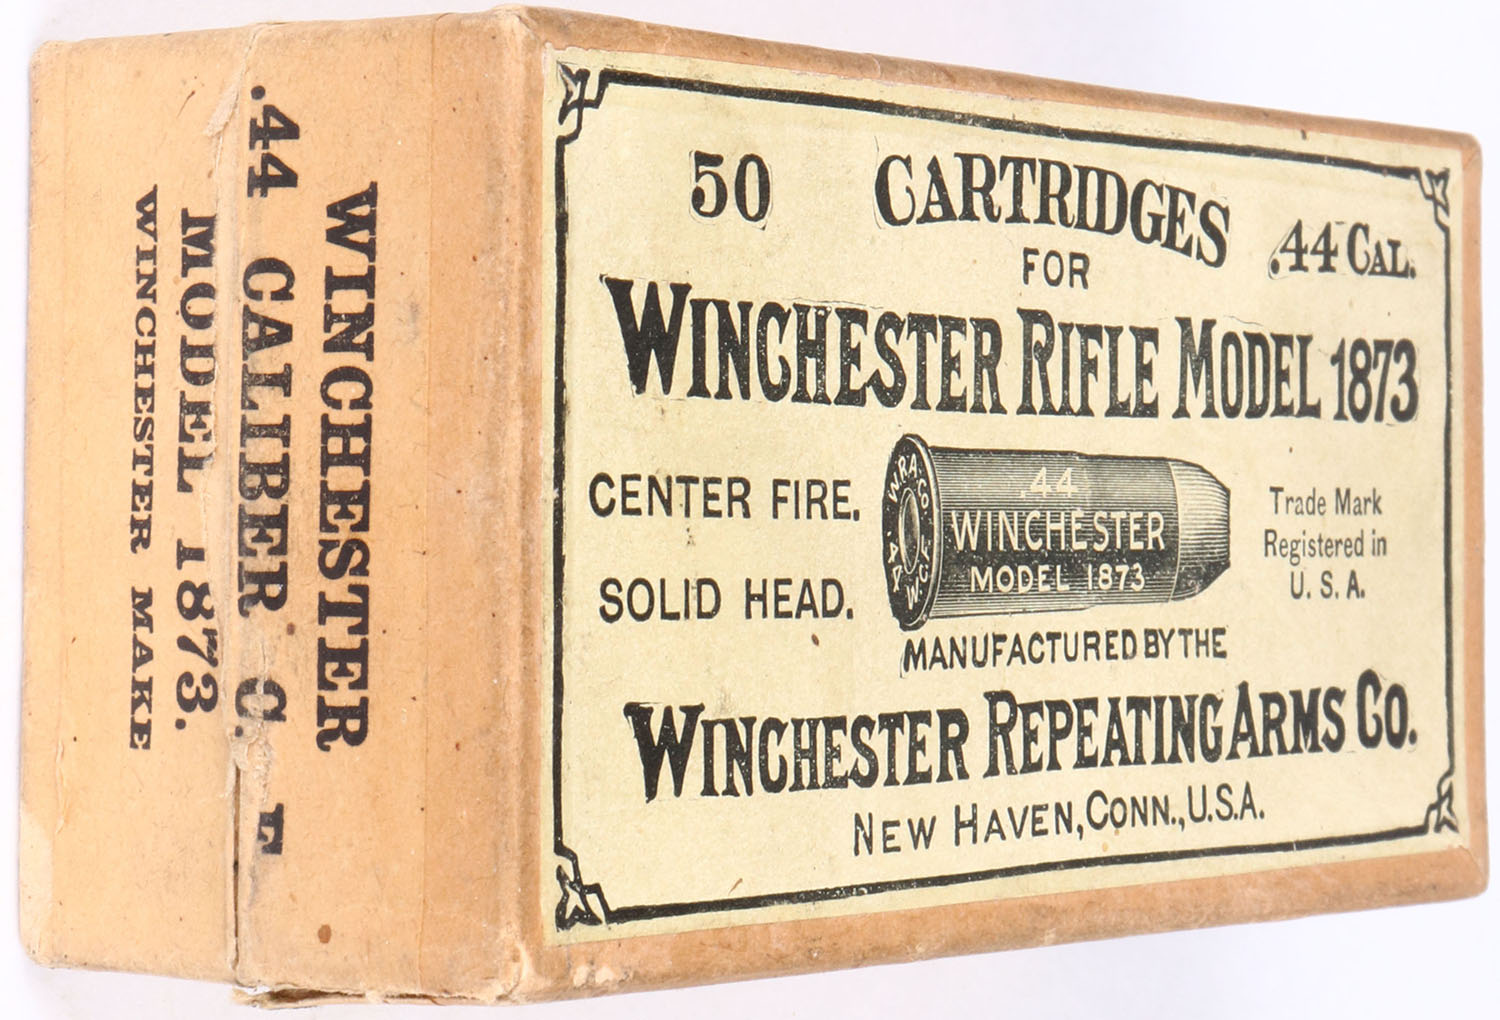 50 CARTRIDGES .44 CAL.
FOR
WINCHESTER RIFLE MODEL 1873
CENTER FIRE.
SOLID HEAD.
W.R.A.CO.
.44 W.C.F.
.44
WINCHESTER
MODEL 1873
Trade Mark
Registered in
U. S. A.
MANUFACTURED BY THE
WINCHESTER REPEATING ARMS CO.
NEW HAVEN, CONN., U.S.A.
WINCHESTER
.44 CALIBER C. F
MODEL 1873.
WINCHESTER MAKE